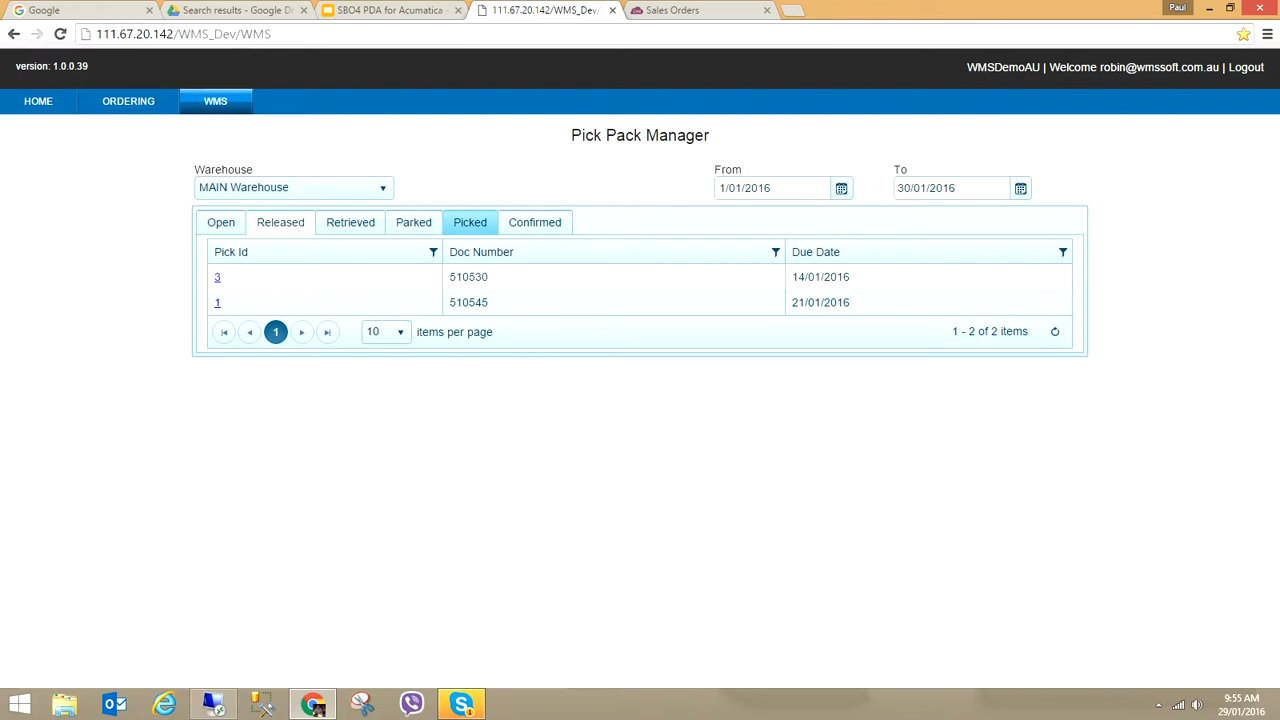 Google
Search results - Google D
SBO4 PDA for Acumatica -
111.67.20.142/WMS_Dev/
Sales Orders
Paul
111.67.20.142/WMS_Dev/WMS
version: 1.0.0.39
WMSDemoAU | Welcome robin@wmssoft.com.au | Logout
HOME
ORDERING
WMS
Pick Pack Manager
Warehouse
From
To
MAIN Warehouse
1/01/2016
30/01/2016
Open
Released
Retrieved
Parked
Picked
Confirmed
Pick Id
Doc Number
Due Date
3
510530
14/01/2016
1
510545
21/01/2016
1
10
items per page
1 - 2 of 2 items
9:55 AM
29/01/2016